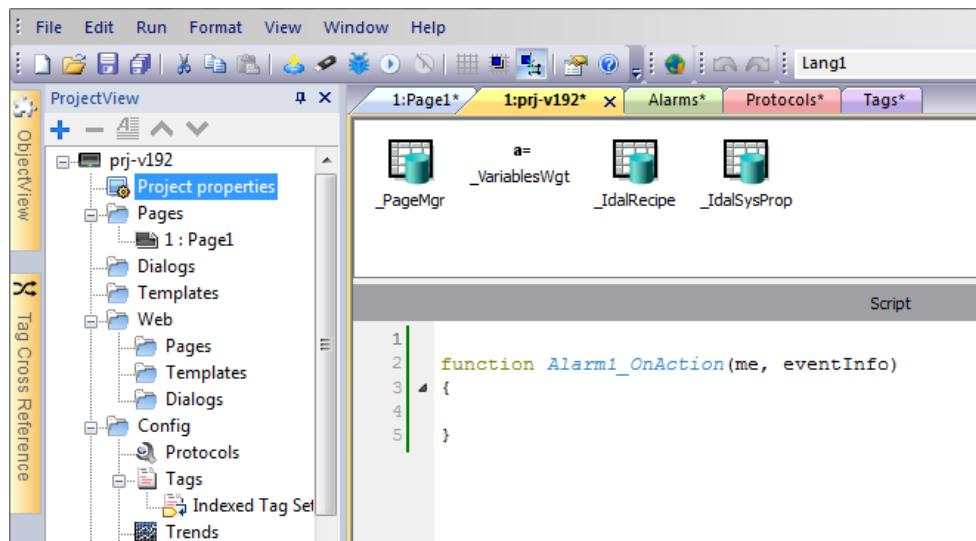 File Edit Run Format View Window Help
Lang1
ProjectView
1:Page1* 1:prj-v192* Alarms* Protocols* Tags*
ObjectView
Tag Cross Reference
prj-v192
Project properties
Pages
1 : Page1
Dialogs
Templates
Web
Pages
Templates
Dialogs
Config
Protocols
Tags
Indexed Tag Set
Trends
_PageMgr
a=
_VariablesWgt
_IdalRecipe
_IdalSysProp
Script
1
2 function Alarm1_OnAction(me, eventInfo)
3 {
4
5 }